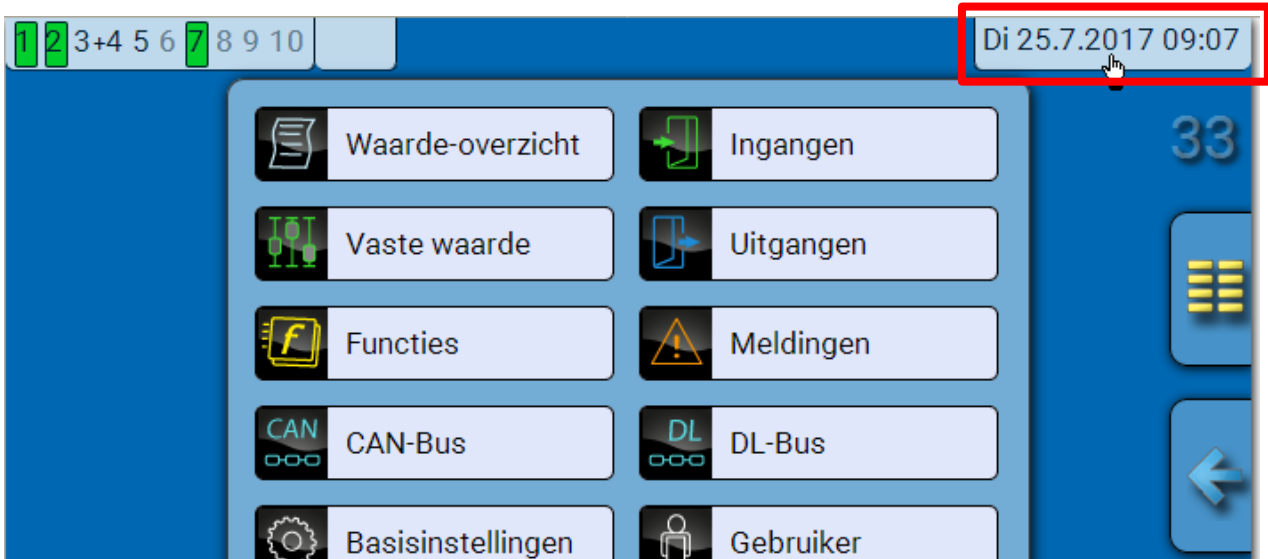 1 2 3+4 5 6 7 8 9 10
Di 25.7.2017 09:07
33
Waarde-overzicht
Ingangen
Vaste waarde
Uitgangen
f Functies
Meldingen
CAN CAN-Bus
DL DL-Bus
Basisinstellingen
Gebruiker